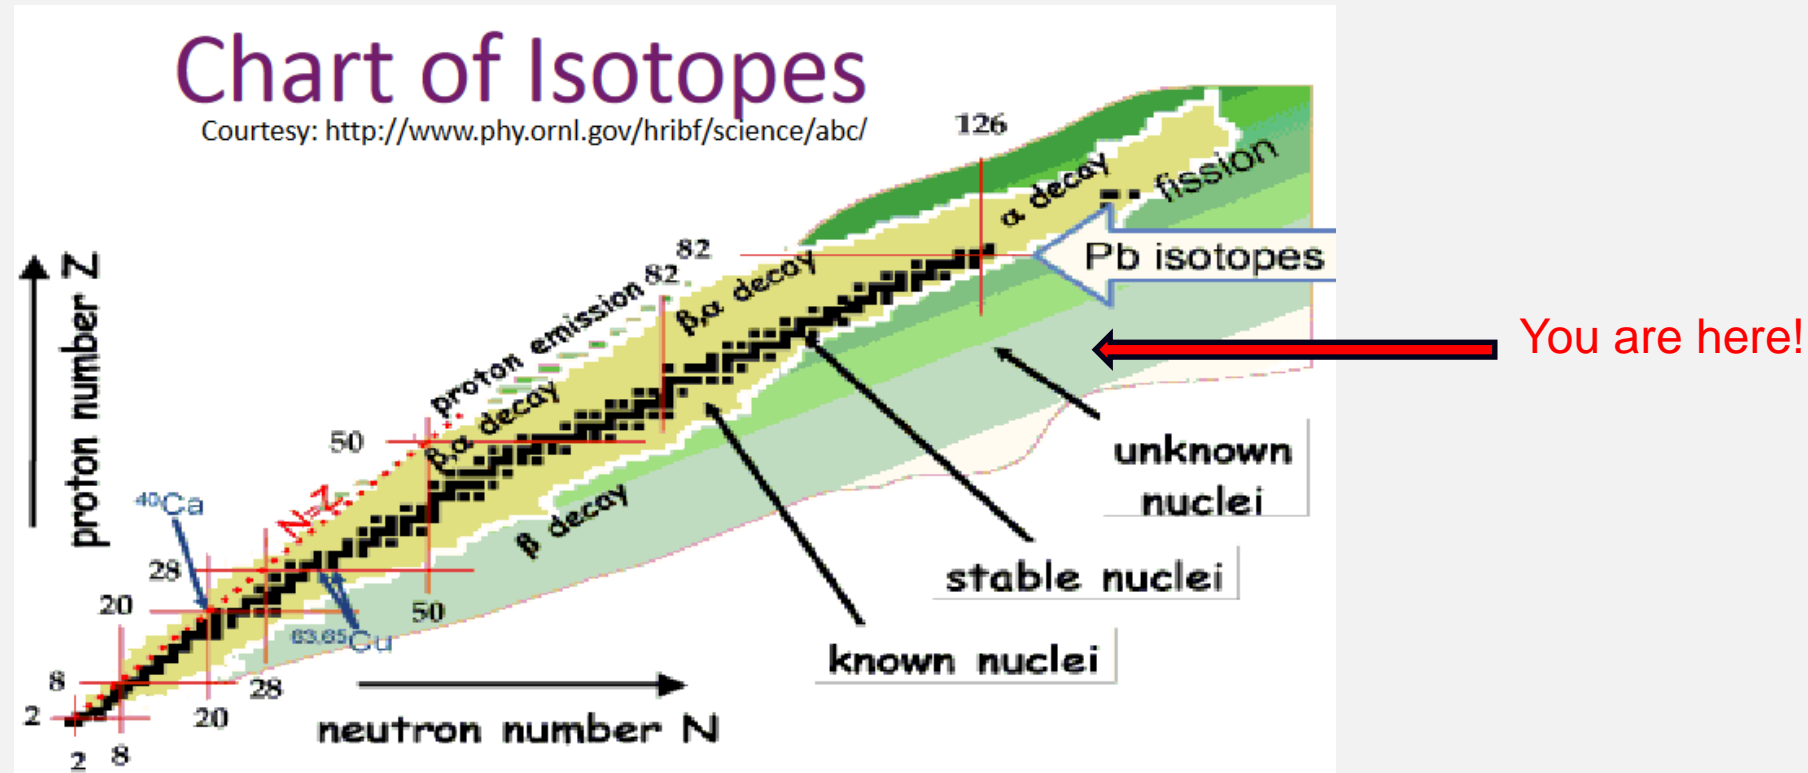 Chart of Isotopes
Courtesy: http://www.phy.ornl.gov/hribf/science/abc/
126
α decay
fission
82
Pb isotopes
82
β,α decay
proton emission
You are here!
proton number Z
β,α decay
50
unknown
nuclei
N=Z
40Ca
β decay
28
stable nuclei
20
50
63,65Cu
known nuclei
8
28
2
20
neutron number N
2
8